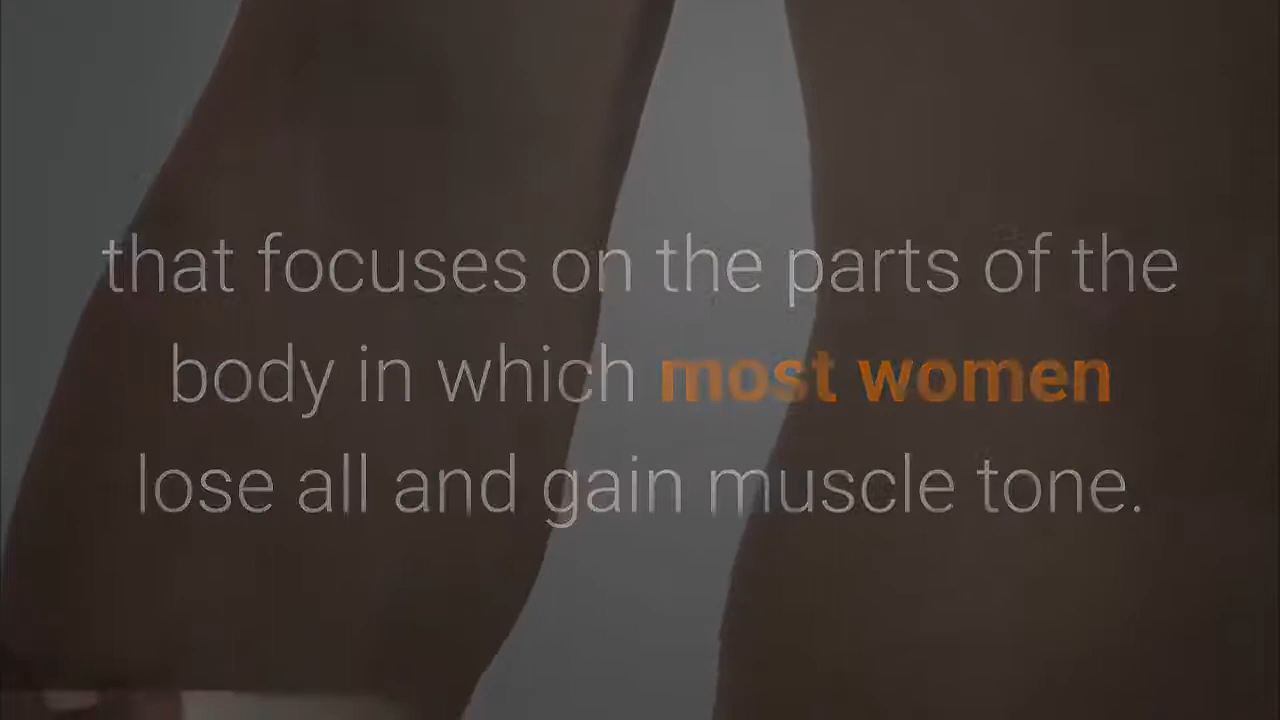 that focuses on the parts of the
body in which most women
lose all and gain muscle tone.